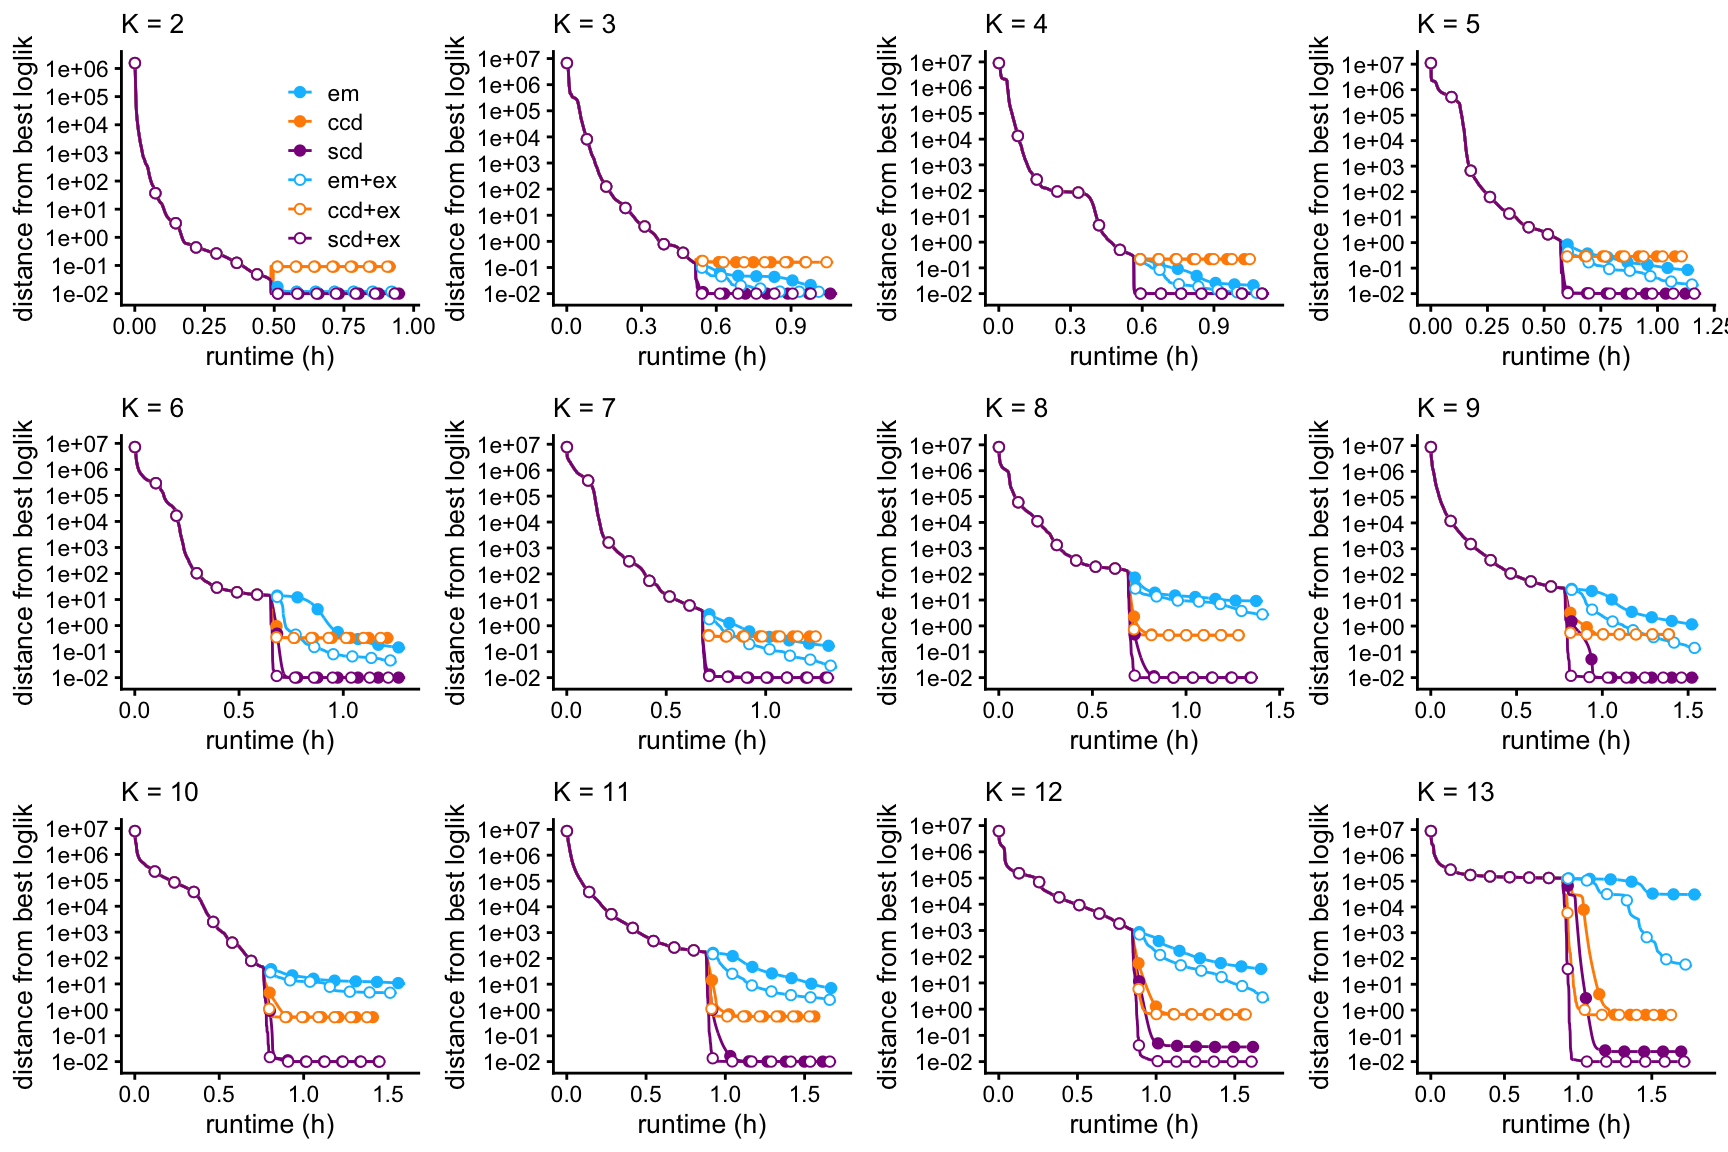 K = 2
distance from best loglik
1e+06
1e+05
1e+04
1e+03
1e+02
1e+01
1e+00
1e-01
1e-02
em
ccd
scd
em+ex
ccd+ex
scd+ex
0.00 0.25 0.50 0.75 1.00
runtime (h)
K = 3
distance from best loglik
1e+07
1e+06
1e+05
1e+04
1e+03
1e+02
1e+01
1e+00
1e-01
1e-02
0.0 0.3 0.6 0.9
runtime (h)
K = 4
distance from best loglik
1e+07
1e+06
1e+05
1e+04
1e+03
1e+02
1e+01
1e+00
1e-01
1e-02
0.0 0.3 0.6 0.9
runtime (h)
K = 5
distance from best loglik
1e+07
1e+06
1e+05
1e+04
1e+03
1e+02
1e+01
1e+00
1e-01
1e-02
0.00 0.25 0.50 0.75 1.00 1.25
runtime (h)
K = 6
distance from best loglik
1e+07
1e+06
1e+05
1e+04
1e+03
1e+02
1e+01
1e+00
1e-01
1e-02
0.0 0.5 1.0
runtime (h)
K = 7
distance from best loglik
1e+07
1e+06
1e+05
1e+04
1e+03
1e+02
1e+01
1e+00
1e-01
1e-02
0.0 0.5 1.0
runtime (h)
K = 8
distance from best loglik
1e+07
1e+06
1e+05
1e+04
1e+03
1e+02
1e+01
1e+00
1e-01
1e-02
0.0 0.5 1.0 1.5
runtime (h)
K = 9
distance from best loglik
1e+07
1e+06
1e+05
1e+04
1e+03
1e+02
1e+01
1e+00
1e-01
1e-02
0.0 0.5 1.0 1.5
runtime (h)
K = 10
distance from best loglik
1e+07
1e+06
1e+05
1e+04
1e+03
1e+02
1e+01
1e+00
1e-01
1e-02
0.0 0.5 1.0 1.5
runtime (h)
K = 11
distance from best loglik
1e+07
1e+06
1e+05
1e+04
1e+03
1e+02
1e+01
1e+00
1e-01
1e-02
0.0 0.5 1.0 1.5
runtime (h)
K = 12
distance from best loglik
1e+07
1e+06
1e+05
1e+04
1e+03
1e+02
1e+01
1e+00
1e-01
1e-02
0.0 0.5 1.0 1.5
runtime (h)
K = 13
distance from best loglik
1e+07
1e+06
1e+05
1e+04
1e+03
1e+02
1e+01
1e+00
1e-01
1e-02
0.0 0.5 1.0 1.5
runtime (h)